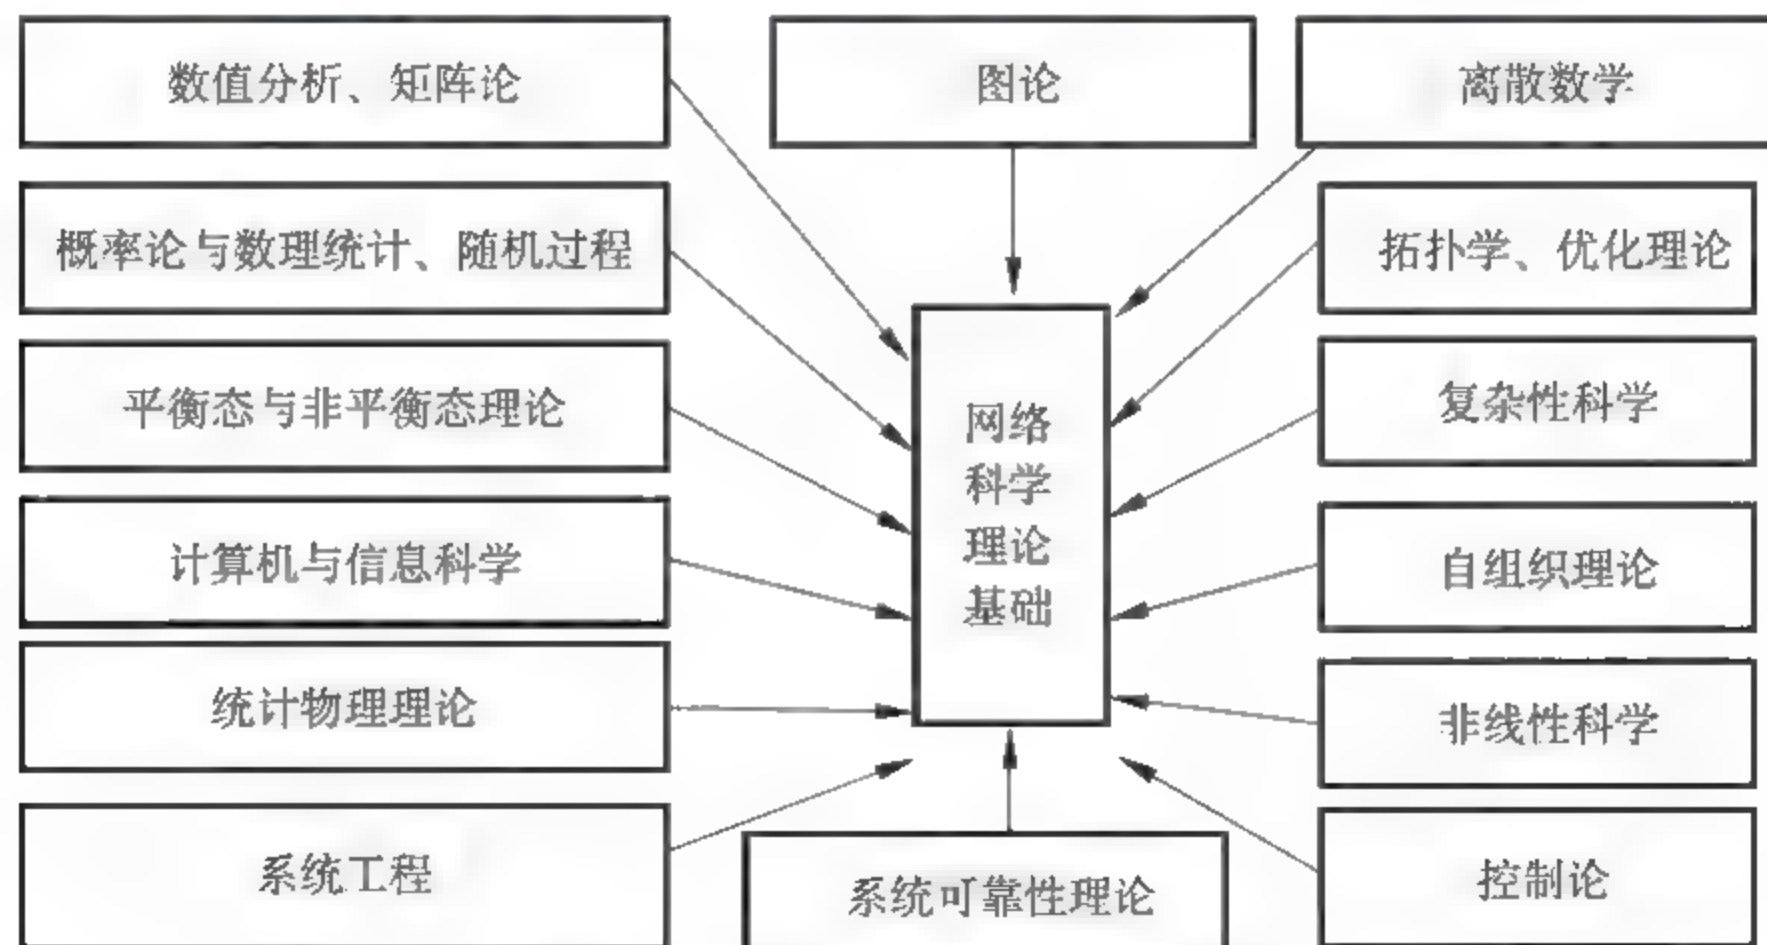 数值分析、矩阵论
图论
离散数学
概率论与数理统计、随机过程
拓扑学、优化理论
平衡态与非平衡态理论
复杂性科学
网络
科学
理论
基础
计算机与信息科学
自组织理论
统计物理理论
非线性科学
系统工程
系统可靠性理论
控制论